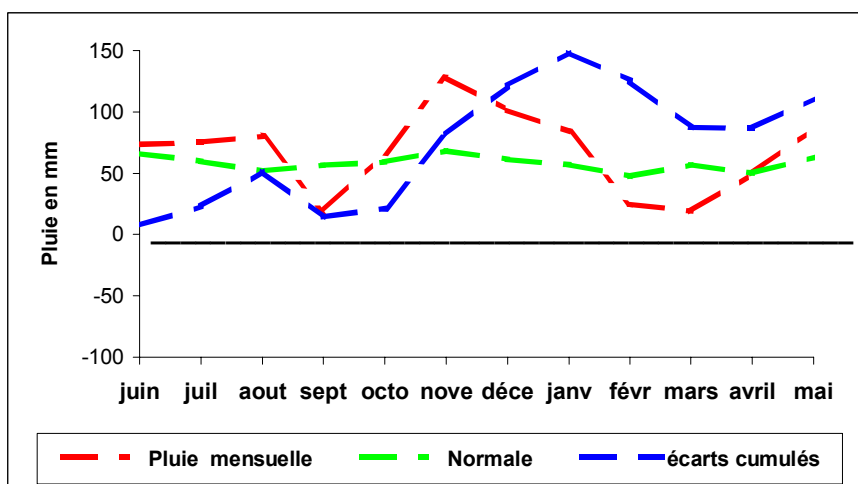 Pluie en mm
150
100
50
0
-50
-100
juin juil aout sept octo nove déce janv févr mars avril mai
Pluie mensuelle Normale écarts cumulés